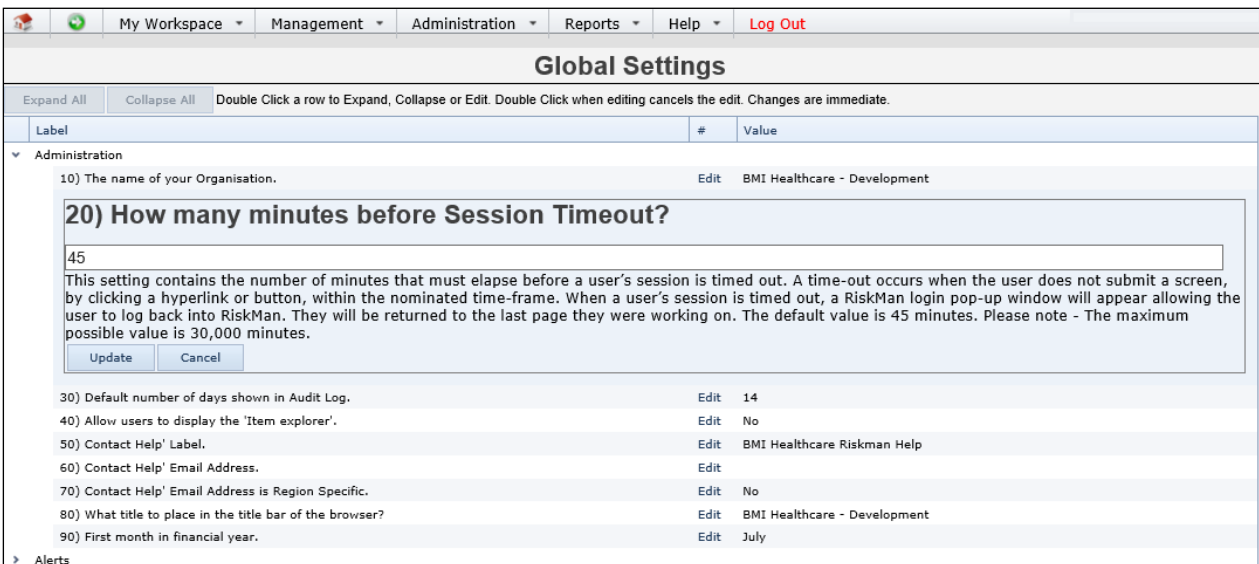 My Workspace Management Administration Reports Help Log Out
Global Settings
Expand All Collapse All Double Click a row to Expand, Collapse or Edit. Double Click when editing cancels the edit. Changes are immediate.
Label # Value
Administration
10) The name of your Organisation. Edit BMI Healthcare - Development
20) How many minutes before Session Timeout?
45
This setting contains the number of minutes that must elapse before a user's session is timed out. A time-out occurs when the user does not submit a screen,
by clicking a hyperlink or button, within the nominated time-frame. When a user's session is timed out, a RiskMan login pop-up window will appear allowing the
user to log back into RiskMan. They will be returned to the last page they were working on. The default value is 45 minutes. Please note - The maximum
possible value is 30,000 minutes.
Update Cancel
30) Default number of days shown in Audit Log. Edit 14
40) Allow users to display the 'Item explorer'. Edit No
50) Contact Help' Label. Edit BMI Healthcare Riskman Help
60) Contact Help' Email Address. Edit
70) Contact Help' Email Address is Region Specific. Edit No
80) What title to place in the title bar of the browser? Edit BMI Healthcare - Development
90) First month in financial year. Edit July
Alerts